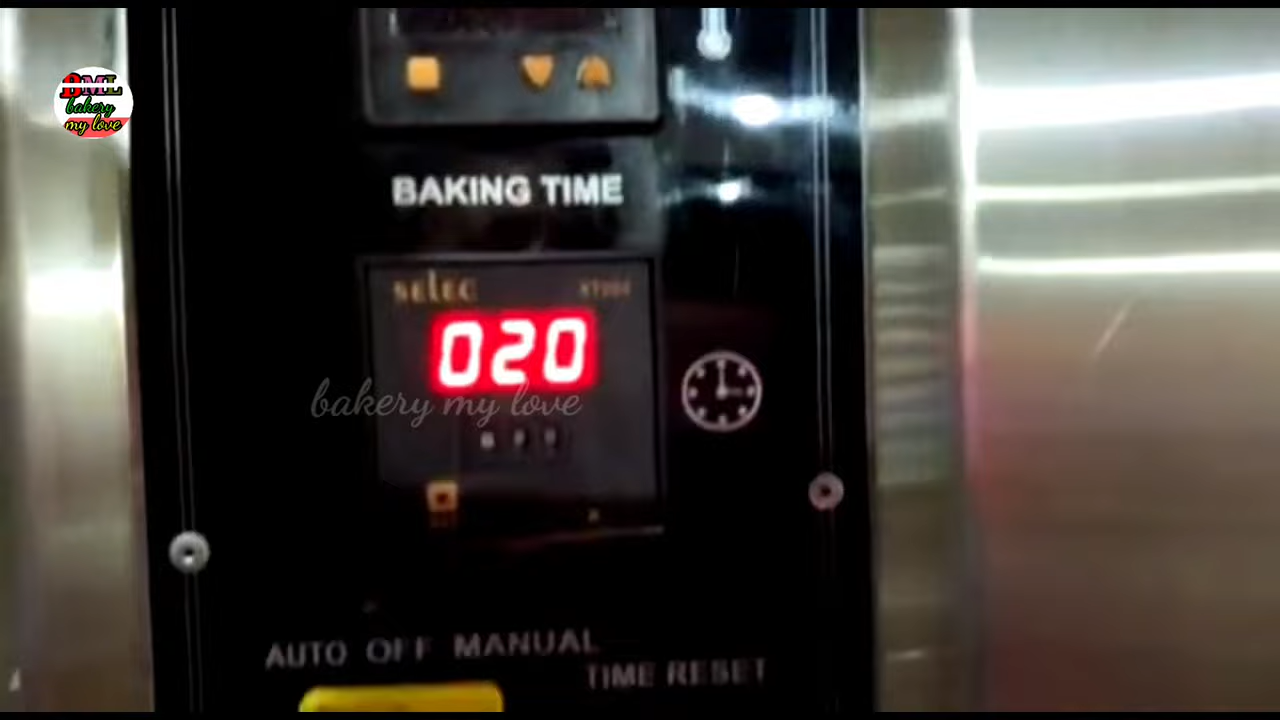 BML
bakery
my love
BAKING TIME
selec
020
bakery my love
AUTO OFF MANUAL
TIME RESET